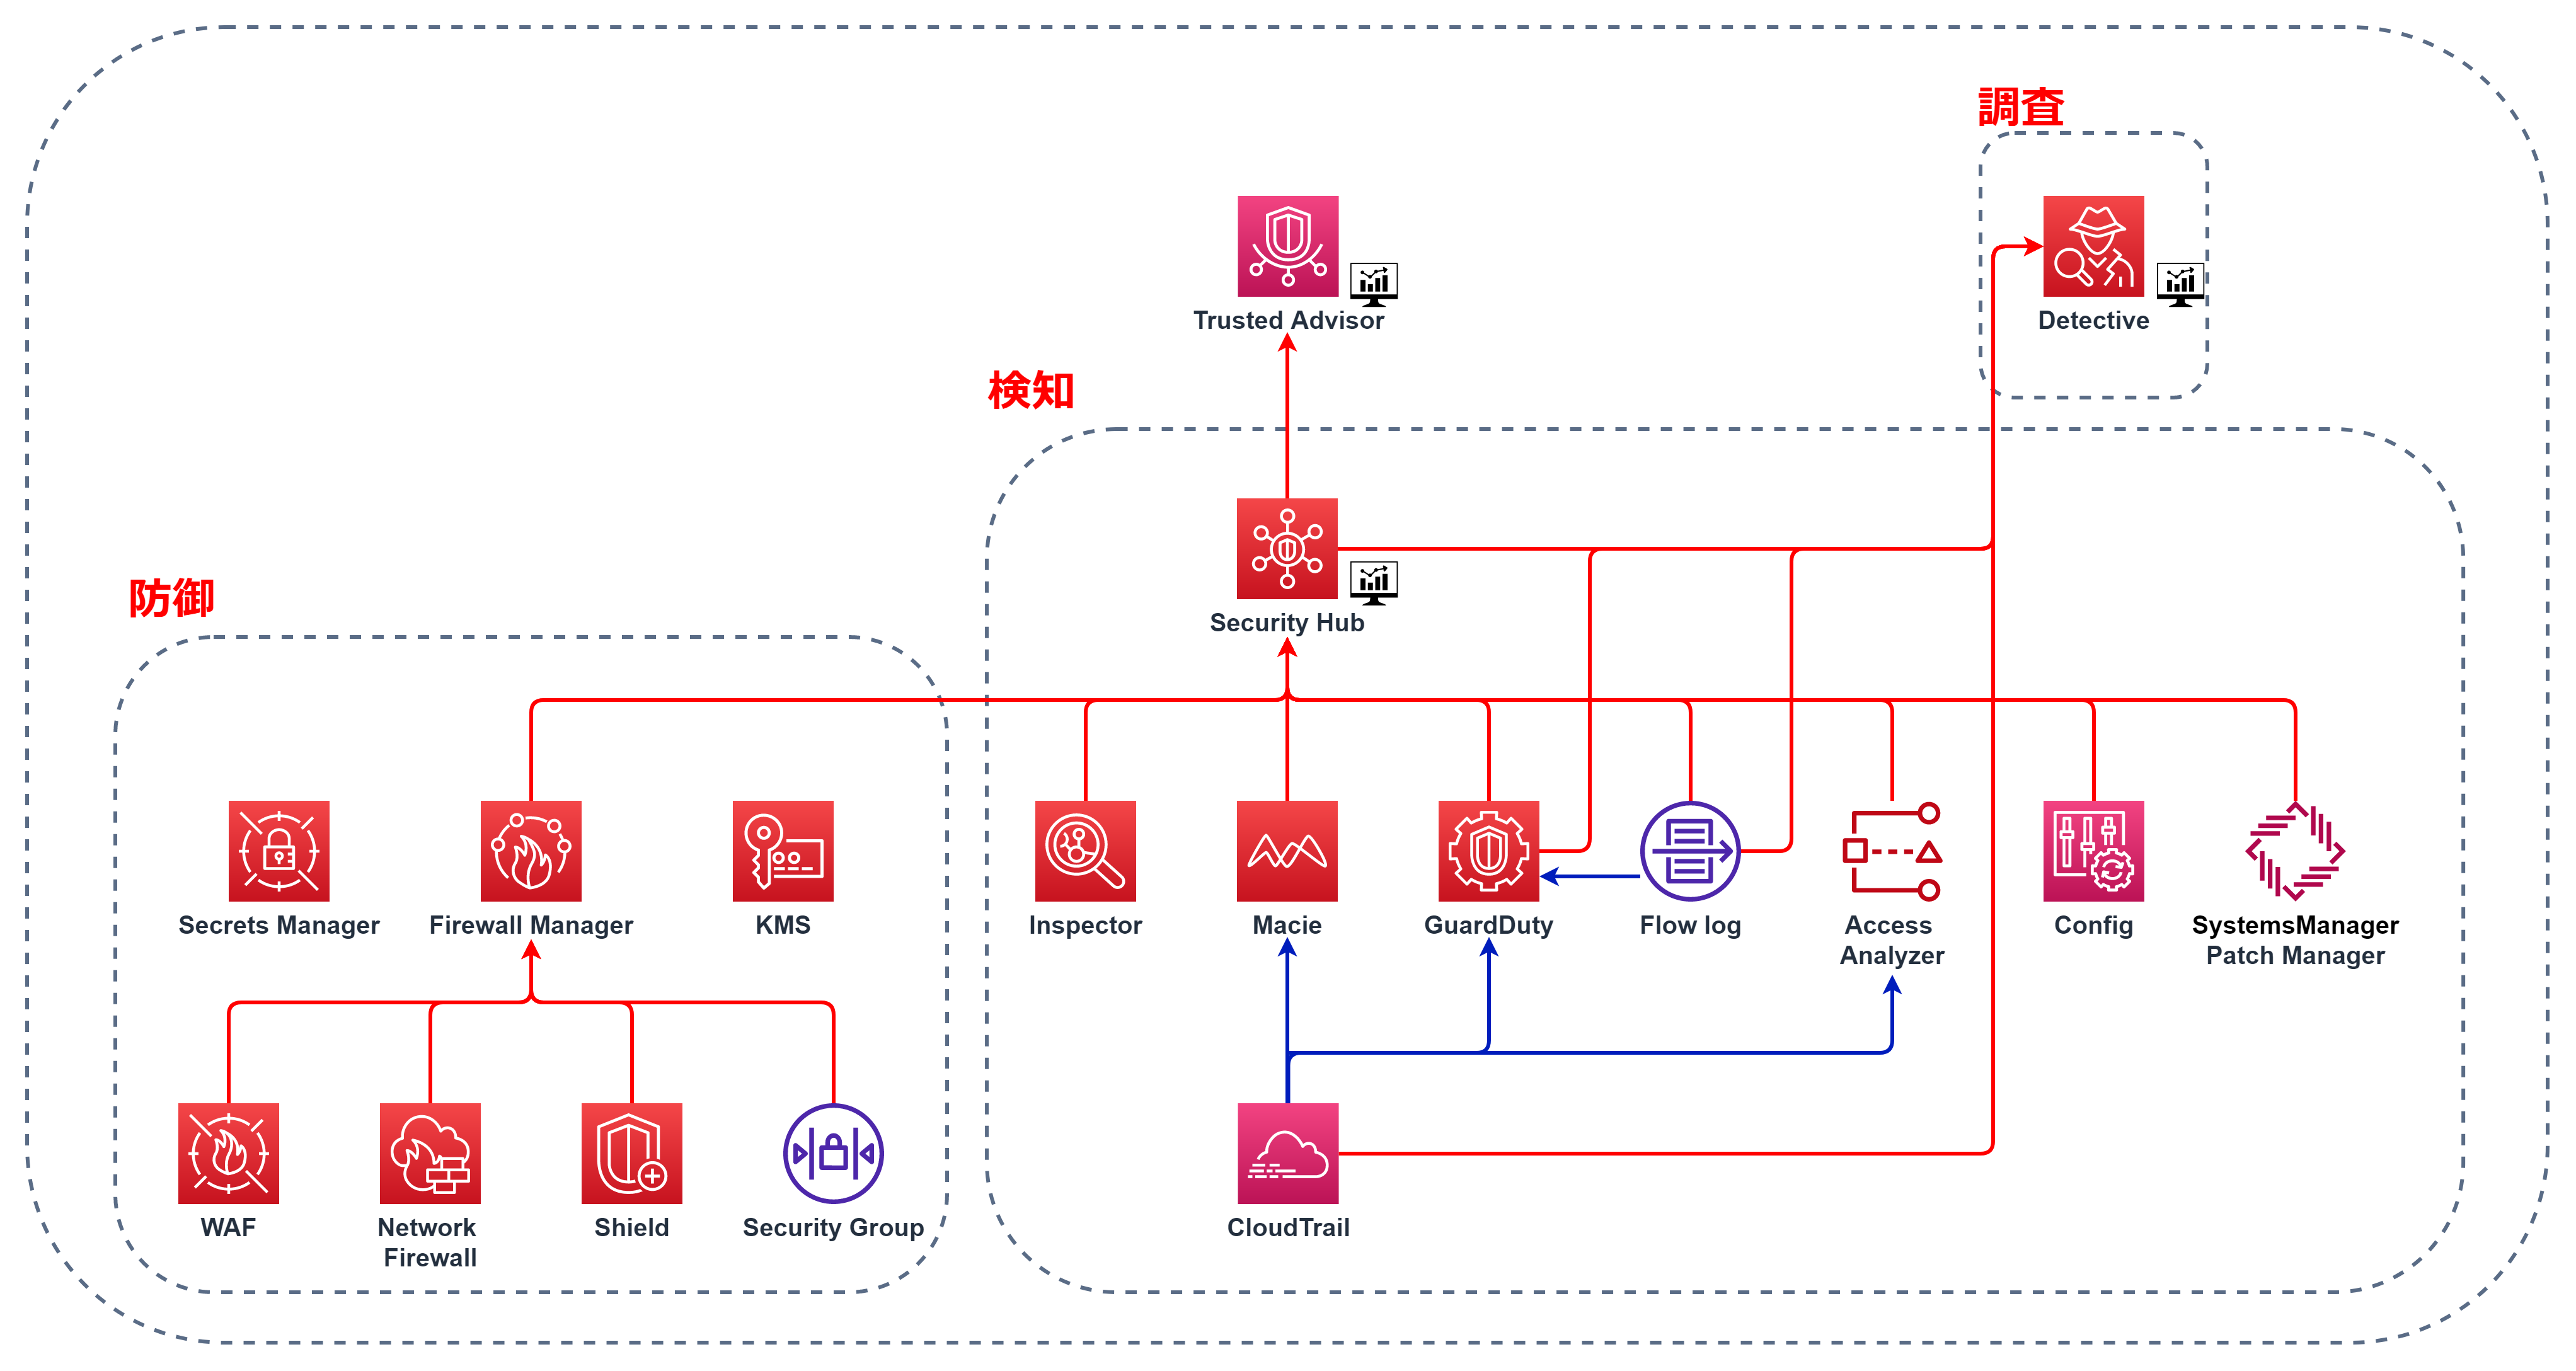 調査
Trusted Advisor
Detective
検知
Security Hub
防御
Secrets Manager
Firewall Manager
KMS
Inspector
Macie
GuardDuty
Flow log
Access
Analyzer
Config
SystemsManager
Patch Manager
WAF
Network
Firewall
Shield
Security Group
CloudTrail